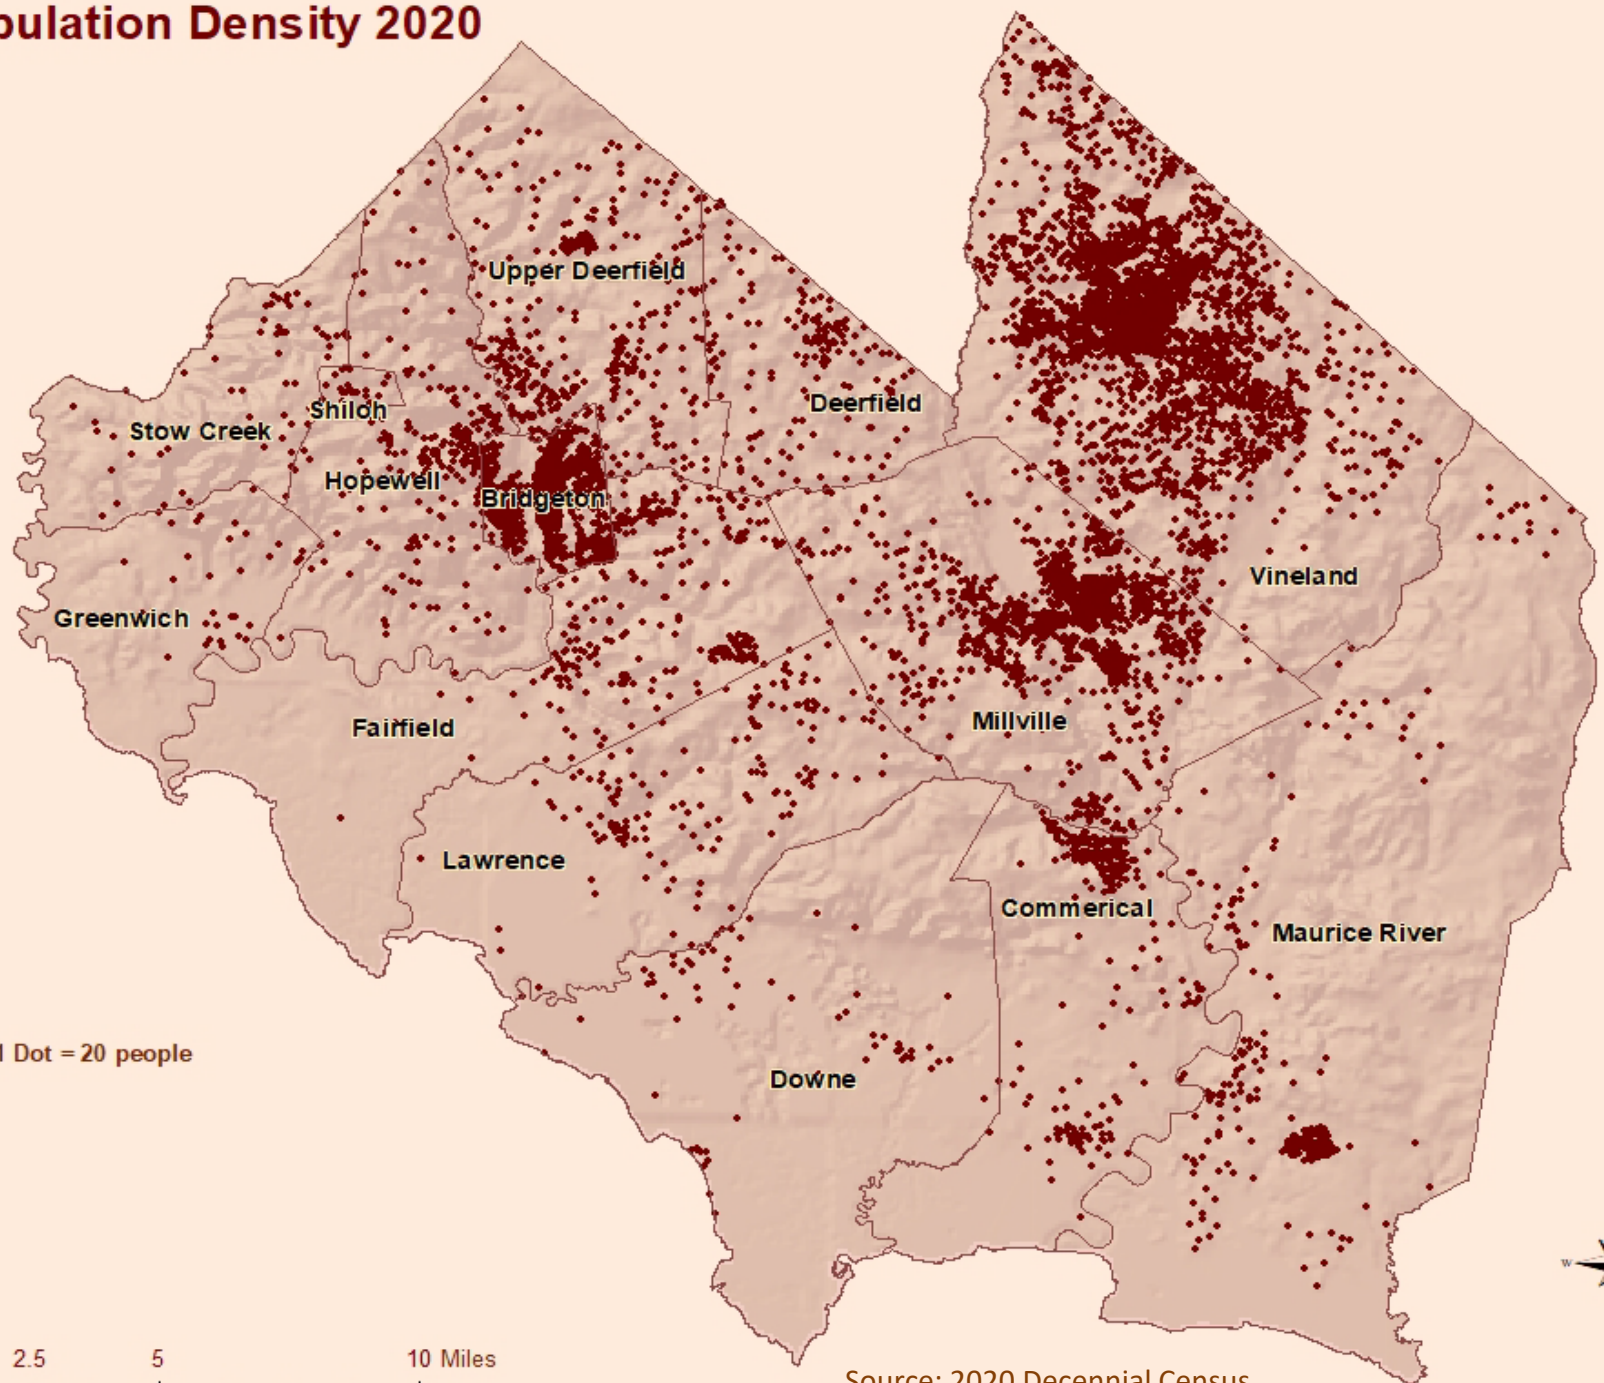 pulation Density 2020
Upper Deerfield
Deerfield
Shiloh
Stow Creek
Hopewell
Bridgeton
Vineland
Greenwich
Millville
Fairfield
Lawrence
Commerical
Maurice River
Dot = 20 people
Downe
W
2.5 5 10 Miles
Source: 2020 Decennial Census